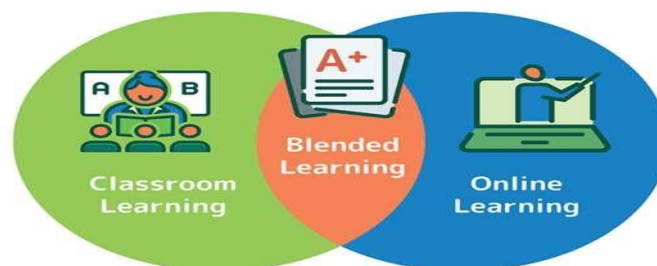 A B
A+
Blended
Learning
Classroom
Learning
Online
Learning